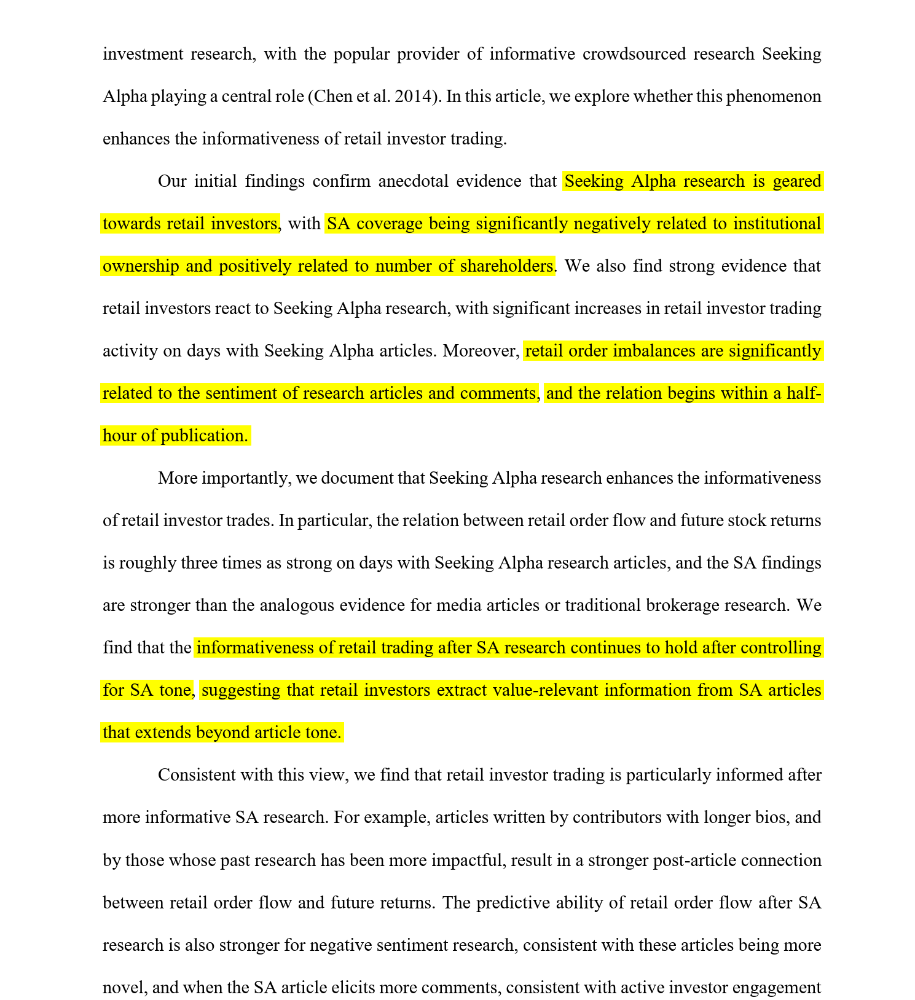 investment research, with the popular provider of informative crowdsourced research Seeking
Alpha playing a central role (Chen et al. 2014). In this article, we explore whether this phenomenon
enhances the informativeness of retail investor trading.
Our initial findings confirm anecdotal evidence that Seeking Alpha research is geared
towards retail investors, with SA coverage being significantly negatively related to institutional
ownership and positively related to number of shareholders. We also find strong evidence that
retail investors react to Seeking Alpha research, with significant increases in retail investor trading
activity on days with Seeking Alpha articles. Moreover, retail order imbalances are significantly
related to the sentiment of research articles and comments, and the relation begins within a half-
hour of publication.
More importantly, we document that Seeking Alpha research enhances the informativeness
of retail investor trades. In particular, the relation between retail order flow and future stock returns
is roughly three times as strong on days with Seeking Alpha research articles, and the SA findings
are stronger than the analogous evidence for media articles or traditional brokerage research. We
find that the informativeness of retail trading after SA research continues to hold after controlling
for SA tone, suggesting that retail investors extract value-relevant information from SA articles
that extends beyond article tone.
Consistent with this view, we find that retail investor trading is particularly informed after
more informative SA research. For example, articles written by contributors with longer bios, and
by those whose past research has been more impactful, result in a stronger post-article connection
between retail order flow and future returns. The predictive ability of retail order flow after SA
research is also stronger for negative sentiment research, consistent with these articles being more
novel, and when the SA article elicits more comments, consistent with active investor engagement